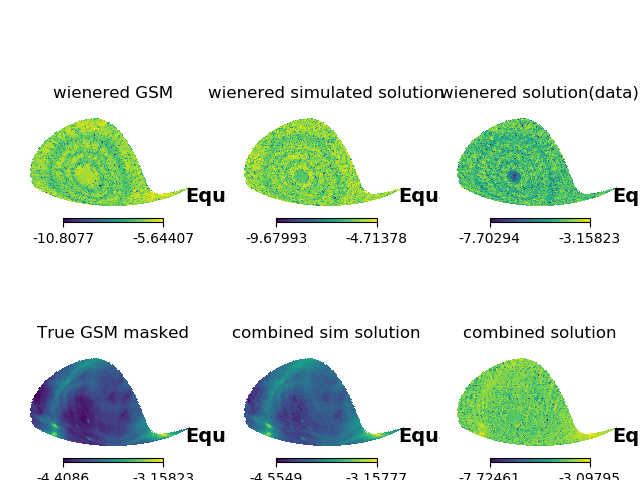 wienered GSM
wienered simulated solution
wienered solution(data)
Equ
Equ
Eq
-10.8077 -5.64407
-9.67993 -4.71378
-7.70294 -3.15823
True GSM masked
combined sim solution
combined solution
Equ
Equ
Eq
-4.4086 -3.15823
-4.5549 -3.15777
-7.72461 -3.09795